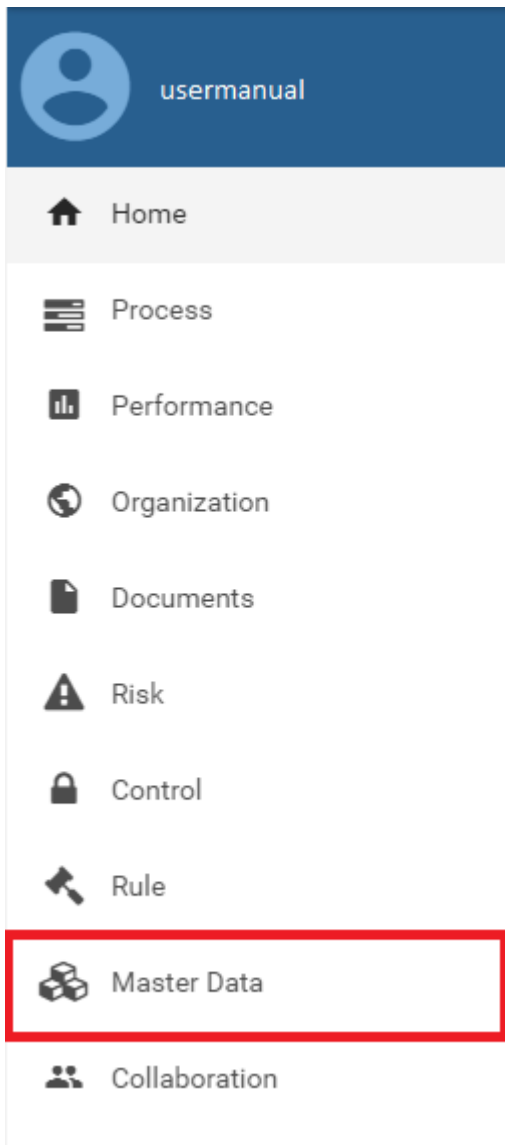 usermanual
Home
Process
Performance
Organization
Documents
Risk
Control
Rule
Master Data
Collaboration